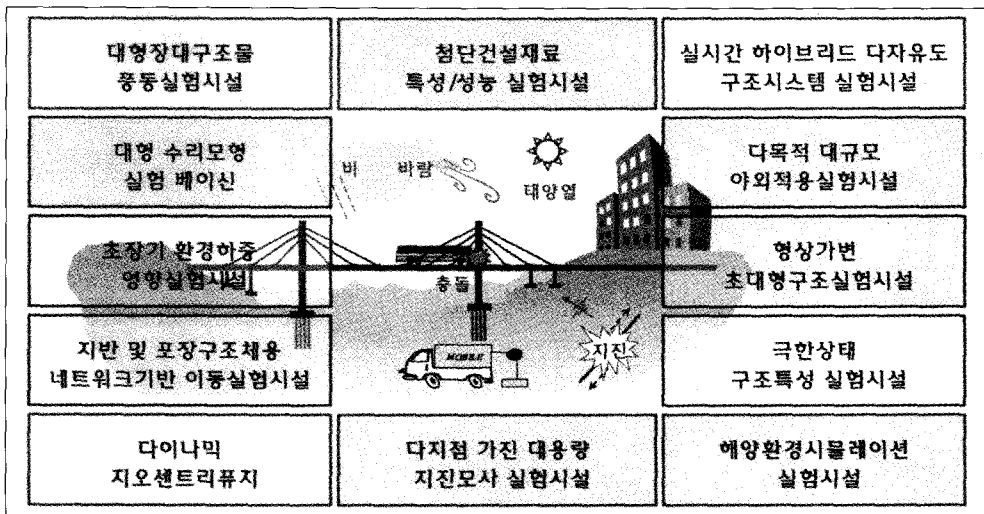 대형장대구조물
풍동실험시설
첨단건설재료
특성/성능 실험시설
실시간 하이브리드 다자유도
구조시스템 실험시설
대형 수리모형
실험 베이신
비
바람
태양열
다목적 대규모
야외적용실험시설
초장기 환경하중
영향실험시설
충돌
형상가변
초대형구조실험시설
지반 및 포장구조체용
네트워크기반 이동실험시설
MOBILE
지진
극한상태
구조특성 실험시설
다이나믹
지오센트리퓨지
다지점 가진 대용량
지진모사 실험시설
해양환경시뮬레이션
실험시설